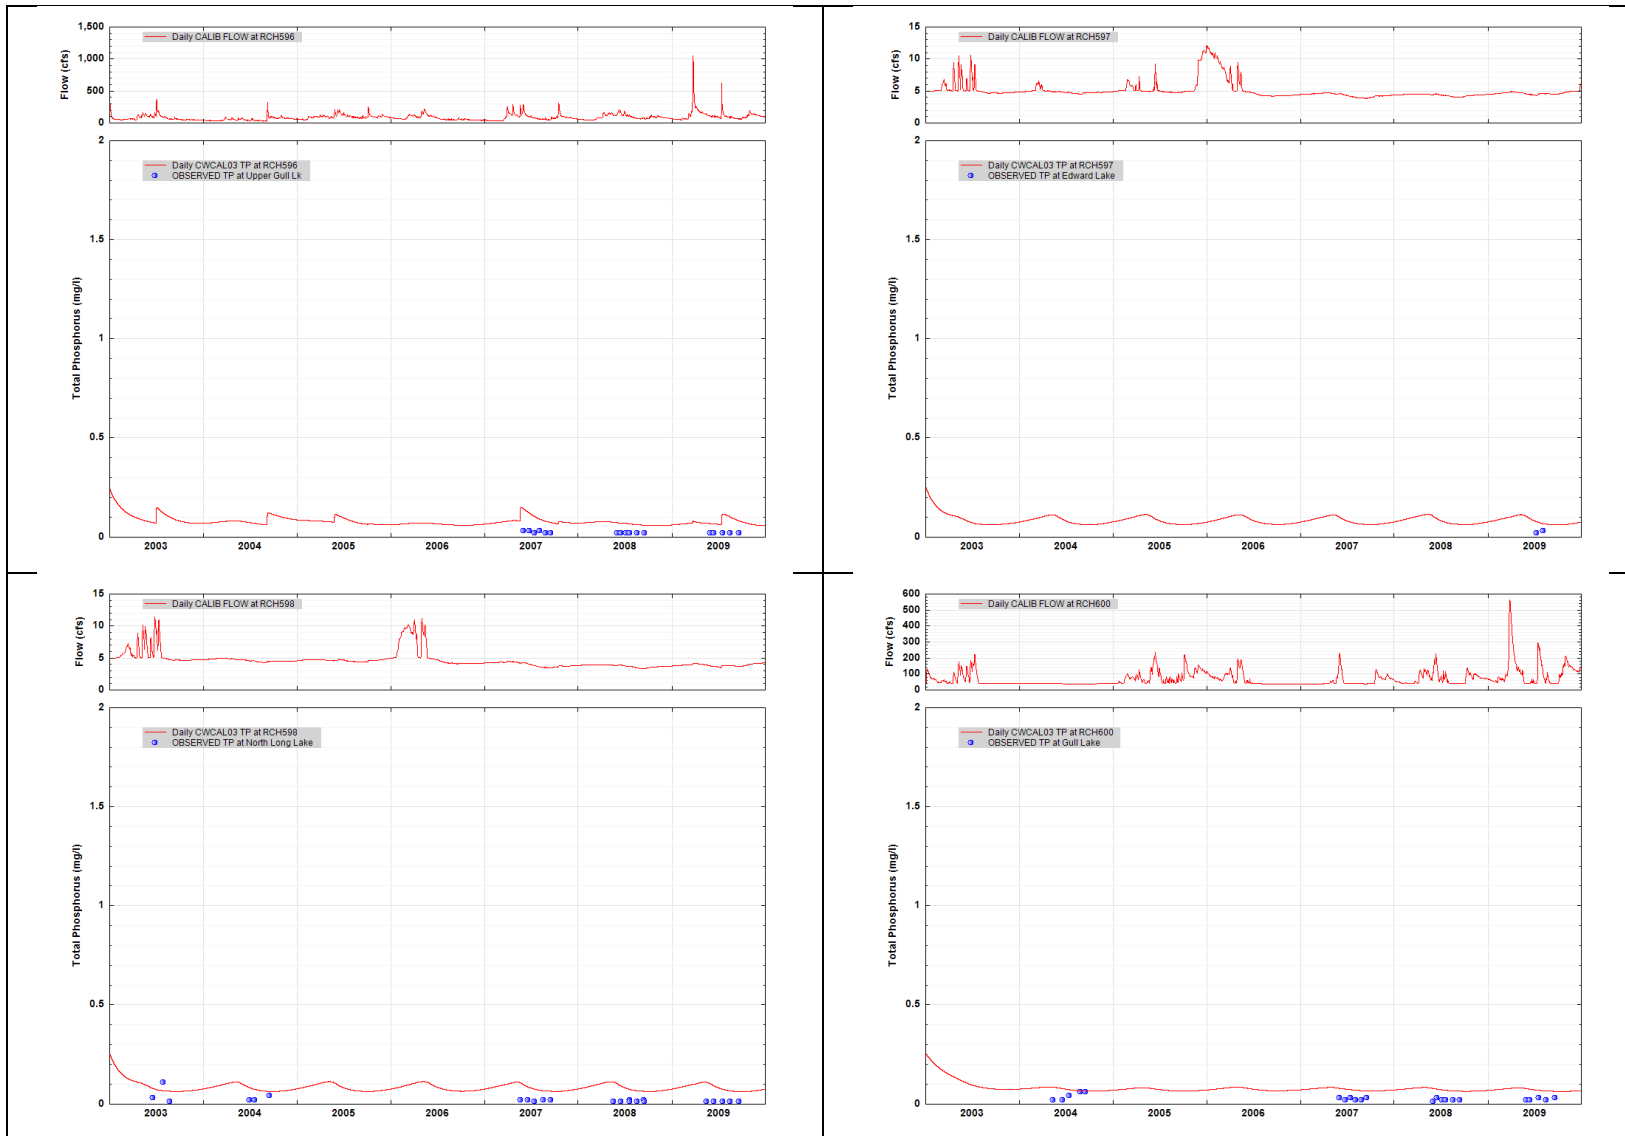 1,500
1,000
500
0
Flow (cfs)
Daily CALIB FLOW at RCH596
2
1.5
1
0.5
0
Total Phosphorus (mg/l)
Daily CWCAL03 TP at RCH596
OBSERVED TP at Upper Gull Lk
2003 2004 2005 2006 2007 2008 2009
15
10
5
0
Flow (cfs)
Daily CALIB FLOW at RCH597
2
1.5
1
0.5
0
Total Phosphorus (mg/l)
Daily CWCAL03 TP at RCH597
OBSERVED TP at Edward Lake
2003 2004 2005 2006 2007 2008 2009
15
10
5
0
Flow (cfs)
Daily CALIB FLOW at RCH598
2
1.5
1
0.5
0
Total Phosphorus (mg/l)
Daily CWCAL03 TP at RCH598
OBSERVED TP at North Long Lake
2003 2004 2005 2006 2007 2008 2009
600
500
400
300
200
100
0
Flow (cfs)
Daily CALIB FLOW at RCH600
2
1.5
1
0.5
0
Total Phosphorus (mg/l)
Daily CWCAL03 TP at RCH600
OBSERVED TP at Gull Lake
2003 2004 2005 2006 2007 2008 2009